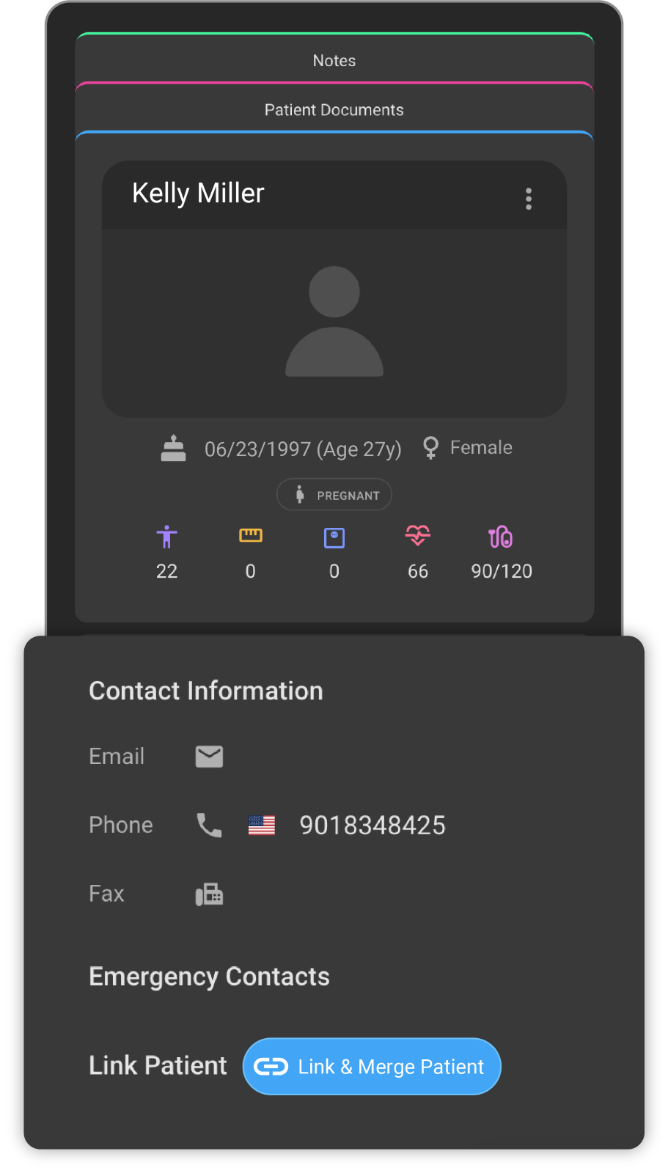 Notes
Patient Documents
Kelly Miller
06/23/1997 (Age 27y) Female
PREGNANT
22 0 0 66 90/120
Contact Information
Email
Phone 9018348425
Fax
Emergency Contacts
Link Patient Link & Merge Patient